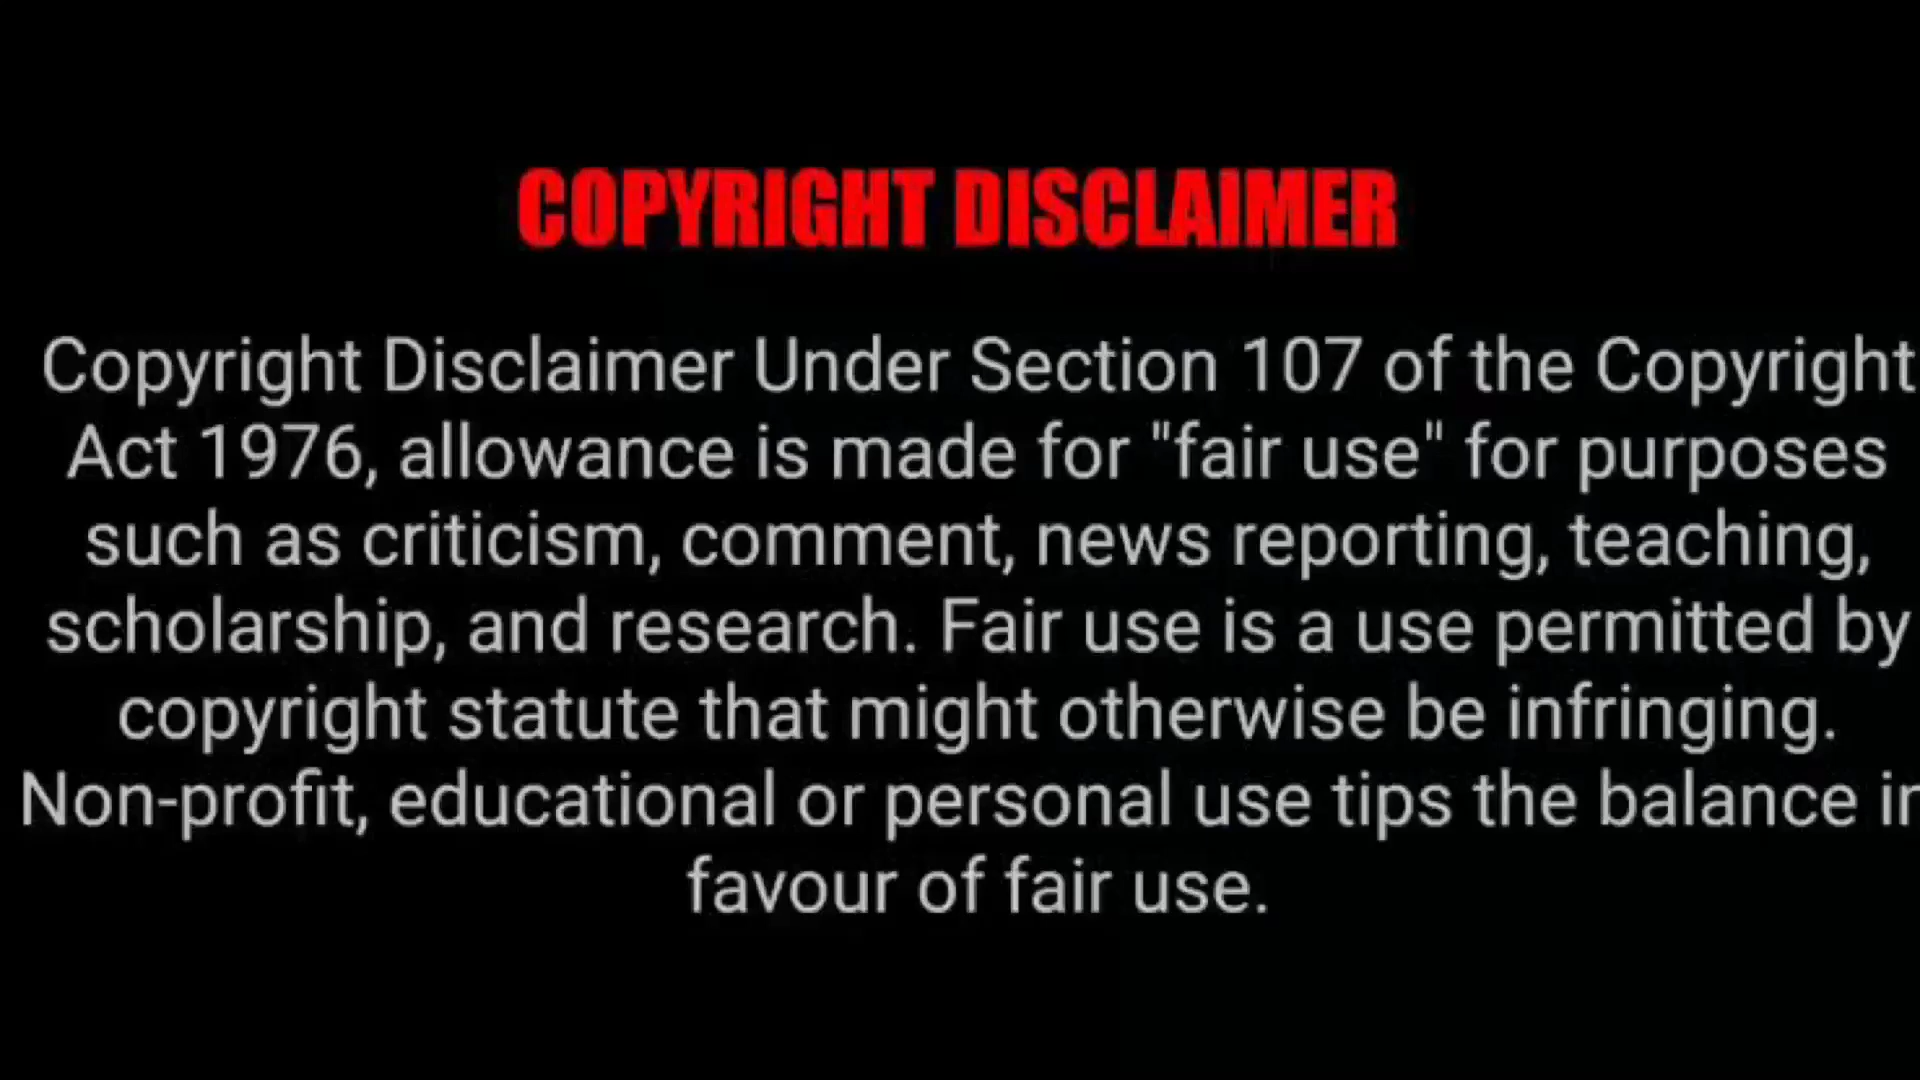 COPYRIGHT DISCLAIMER
Copyright Disclaimer Under Section 107 of the Copyright
Act 1976, allowance is made for "fair use" for purposes
such as criticism, comment, news reporting, teaching,
scholarship, and research. Fair use is a use permitted by
copyright statute that might otherwise be infringing.
Non-profit, educational or personal use tips the balance in
favour of fair use.